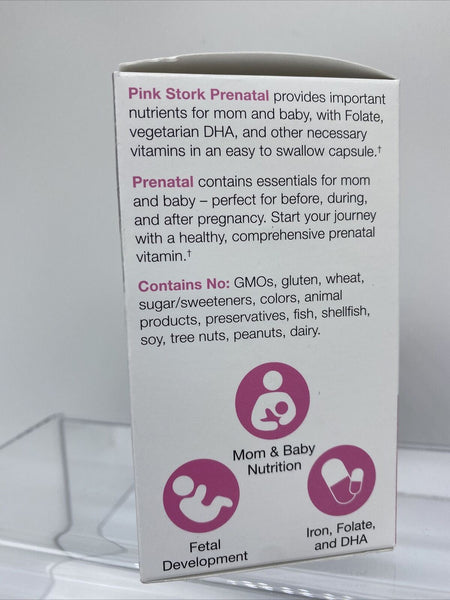 Pink Stork Prenatal provides important
nutrients for mom and baby, with Folate,
vegetarian DHA, and other necessary
vitamins in an easy to swallow capsule.†
Prenatal contains essentials for mom
and baby – perfect for before, during,
and after pregnancy. Start your journey
with a healthy, comprehensive prenatal
vitamin.†
Contains No: GMOs, gluten, wheat,
sugar/sweeteners, colors, animal
products, preservatives, fish, shellfish,
soy, tree nuts, peanuts, dairy.
Mom & Baby
Nutrition
Fetal
Development
Iron, Folate,
and DHA